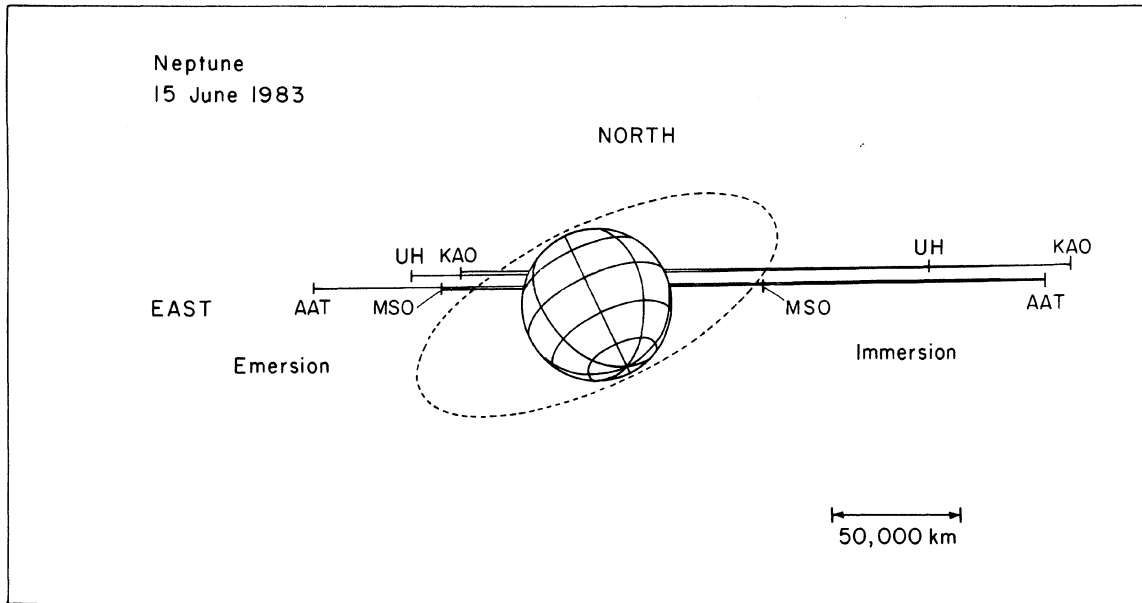 Neptune
15 June 1983
NORTH
UH KAO
UH
KAO
EAST
AAT
MSO
MSO
AAT
Emersion
Immersion
50,000 km